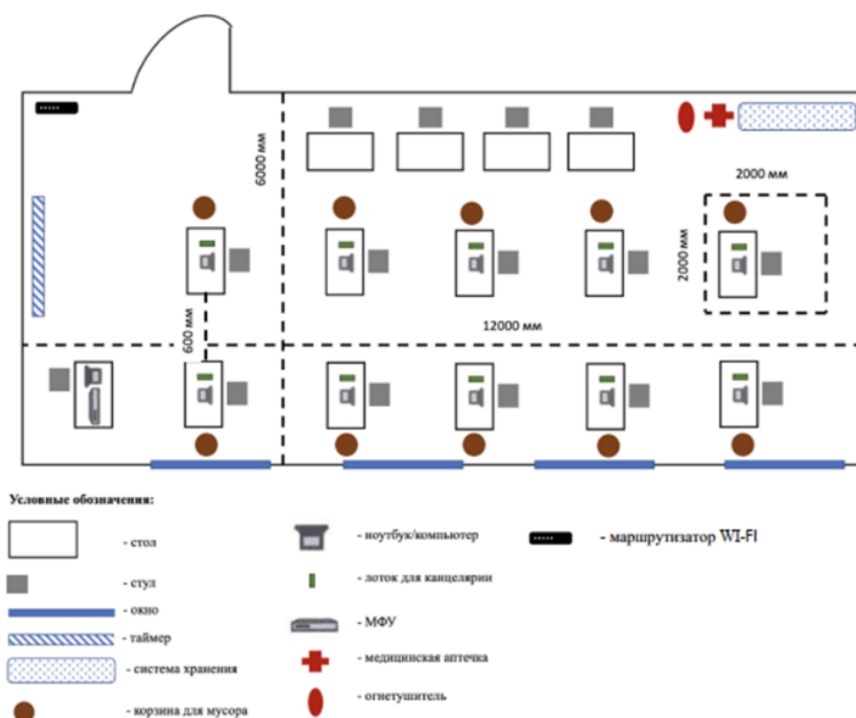 6000 мм
2000 мм
2000 мм
12000 мм
600 мм
Условные обозначения:
- стол
- стул
- окно
- таймер
- система хранения
- корзина для мусора
- ноутбук/компьютер
- лоток для канцелярии
- МФУ
- медицинская аптечка
- огнетушитель
- маршрутизатор WI-FI